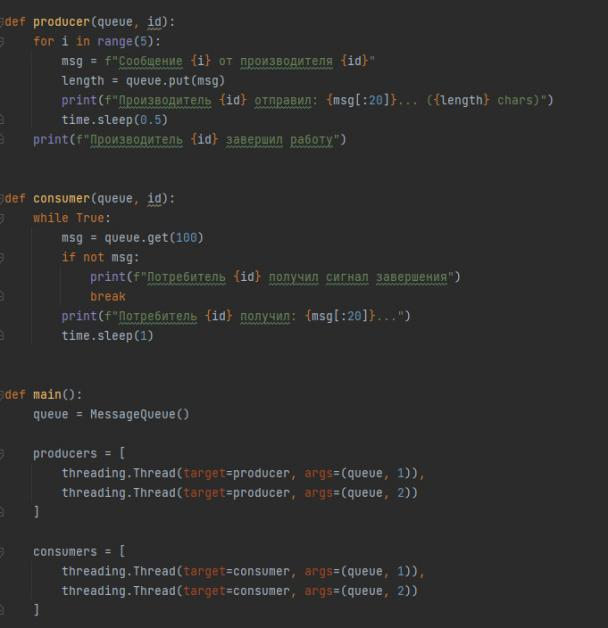 def producer(queue, id):
    for i in range(5):
        msg = f"Сообщение {i} от производителя {id}"
        length = queue.put(msg)
        print(f"Производитель {id} отправил: {msg[:20]}... ({length} chars)")
        time.sleep(0.5)
    print(f"Производитель {id} завершил работу")
def consumer(queue, id):
    while True:
        msg = queue.get(100)
        if not msg:
            print(f"Потребитель {id} получил сигнал завершения")
            break
        print(f"Потребитель {id} получил: {msg[:20]}...")
        time.sleep(1)
def main():
    queue = MessageQueue()
    producers = [
        threading.Thread(target=producer, args=(queue, 1)),
        threading.Thread(target=producer, args=(queue, 2))
    ]
    consumers = [
        threading.Thread(target=consumer, args=(queue, 1)),
        threading.Thread(target=consumer, args=(queue, 2))
    ]